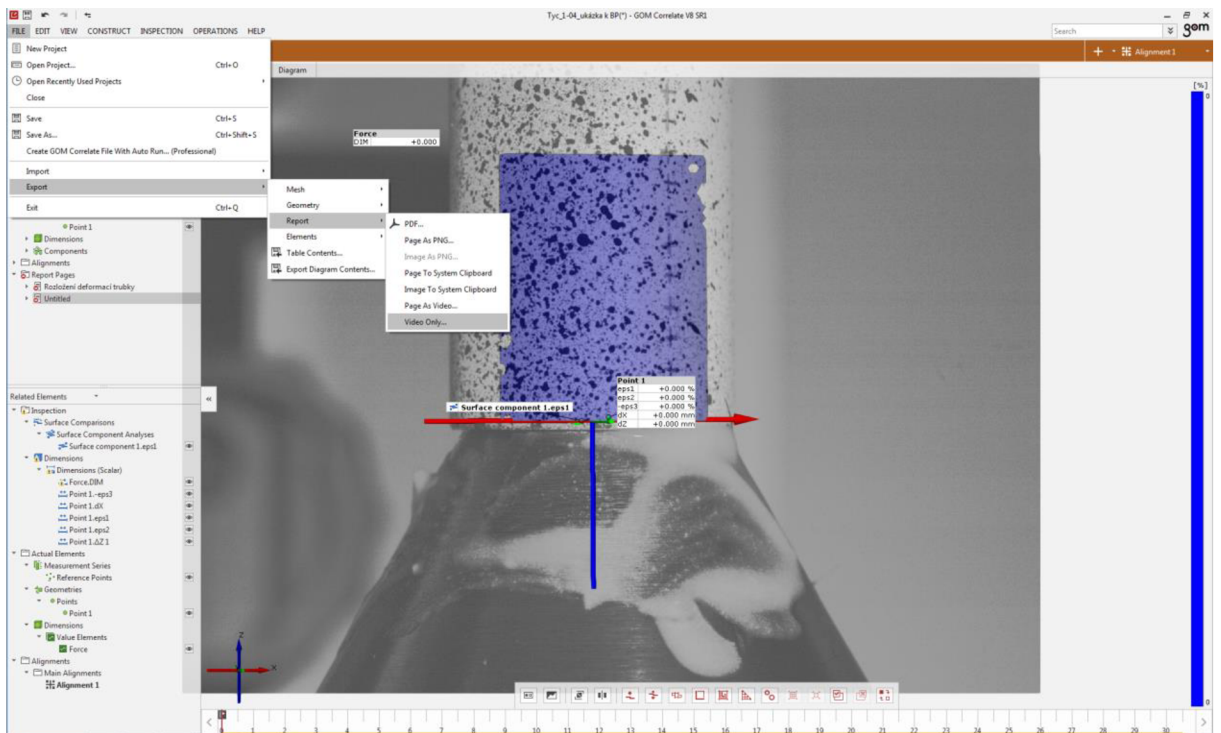 Tyc_1-04_ukázka k BP(*) - GOM Correlate V8 SR1
FILE EDIT VIEW CONSTRUCT INSPECTION OPERATIONS HELP
Search
gom
New Project
Open Project... Ctrl+O
Open Recently Used Projects
Close
Save Ctrl+S
Save As... Ctrl+Shift+S
Create GOM Correlate File With Auto Run... (Professional)
Import
Export
Exit Ctrl+Q
Mesh
Geometry
Report
Elements
Table Contents...
Export Diagram Contents...
PDF...
Page As PNG...
Image As PNG...
Page To System Clipboard
Image To System Clipboard
Page As Video...
Video Only...
Diagram
Alignment 1
[%]
0
0
Force
DIM +0.000
Point 1
Dimensions
Components
Alignments
Report Pages
Rozložení deformací trubky
Untitled
Point 1
eps1 +0.000 %
eps2 +0.000 %
-eps3 +0.000 %
dX +0.000 mm
dZ +0.000 mm
Surface component 1.eps1
Related Elements
Inspection
Surface Comparisons
Surface Component Analyses
Surface component 1.eps1
Dimensions
Dimensions (Scalar)
Force.DIM
Point 1.-eps3
Point 1.dX
Point 1.eps1
Point 1.eps2
Point 1.ΔZ 1
Actual Elements
Measurement Series
Reference Points
Geometries
Points
Point 1
Dimensions
Value Elements
Force
Alignments
Main Alignments
Alignment 1
Z
X
0 1 2 3 4 5 6 7 8 9 10 11 12 13 14 15 16 17 18 19 20 21 22 23 24 25 26 27 28 29 30